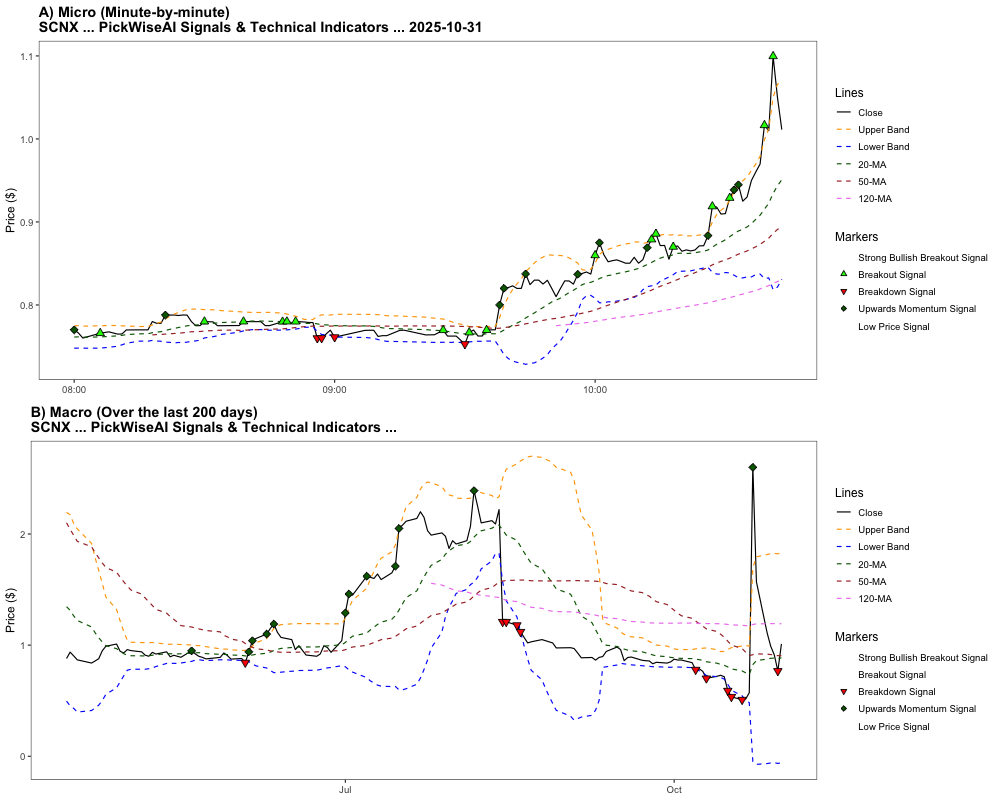 A) Micro (Minute-by-minute)
SCNX ... PickWiseAI Signals & Technical Indicators ... 2025-10-31
Price ($)
1.1
1.0
0.9
0.8
08:00
09:00
10:00
Lines
Close
Upper Band
Lower Band
20-MA
50-MA
120-MA
Markers
Strong Bullish Breakout Signal
Breakout Signal
Breakdown Signal
Upwards Momentum Signal
Low Price Signal
B) Macro (Over the last 200 days)
SCNX ... PickWiseAI Signals & Technical Indicators ...
Price ($)
2
1
0
Jul
Oct
Lines
Close
Upper Band
Lower Band
20-MA
50-MA
120-MA
Markers
Strong Bullish Breakout Signal
Breakout Signal
Breakdown Signal
Upwards Momentum Signal
Low Price Signal